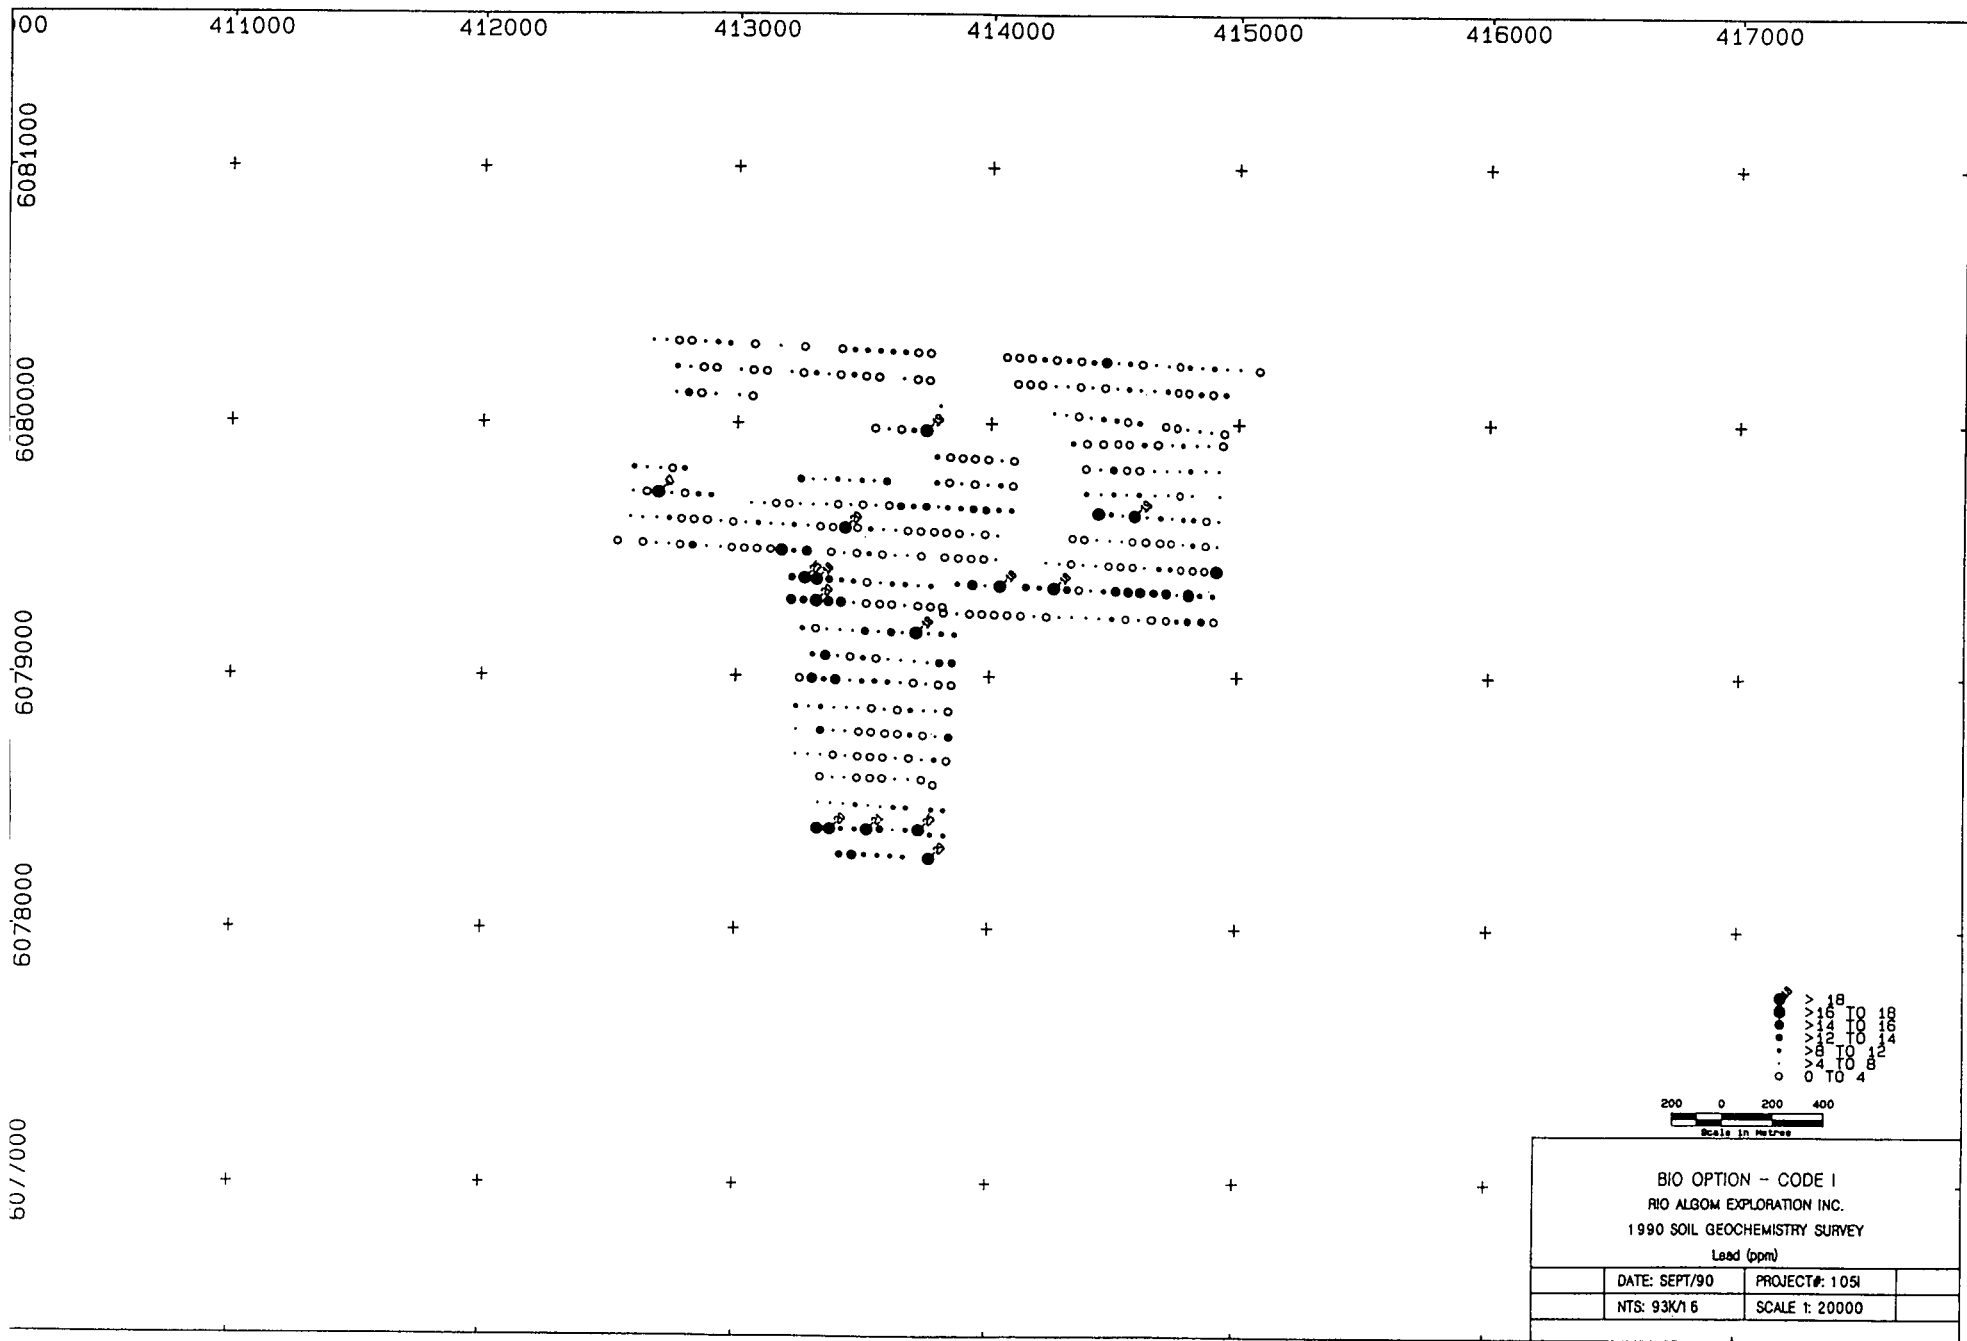 )00 411000 412000 413000 414000 415000 416000 417000
6081000
6080000
6079000
6078000
6077000
> 18
>16 TO 18
>14 TO 16
>12 TO 14
>8 TO 12
>4 TO 8
0 TO 4
200 0 200 400
Scale in Metres
BIO OPTION - CODE I
RIO ALGOM EXPLORATION INC.
1990 SOIL GEOCHEMISTRY SURVEY
Lead (ppm)
DATE: SEPT/90 PROJECT#: 105I
NTS: 93K/16 SCALE 1: 20000